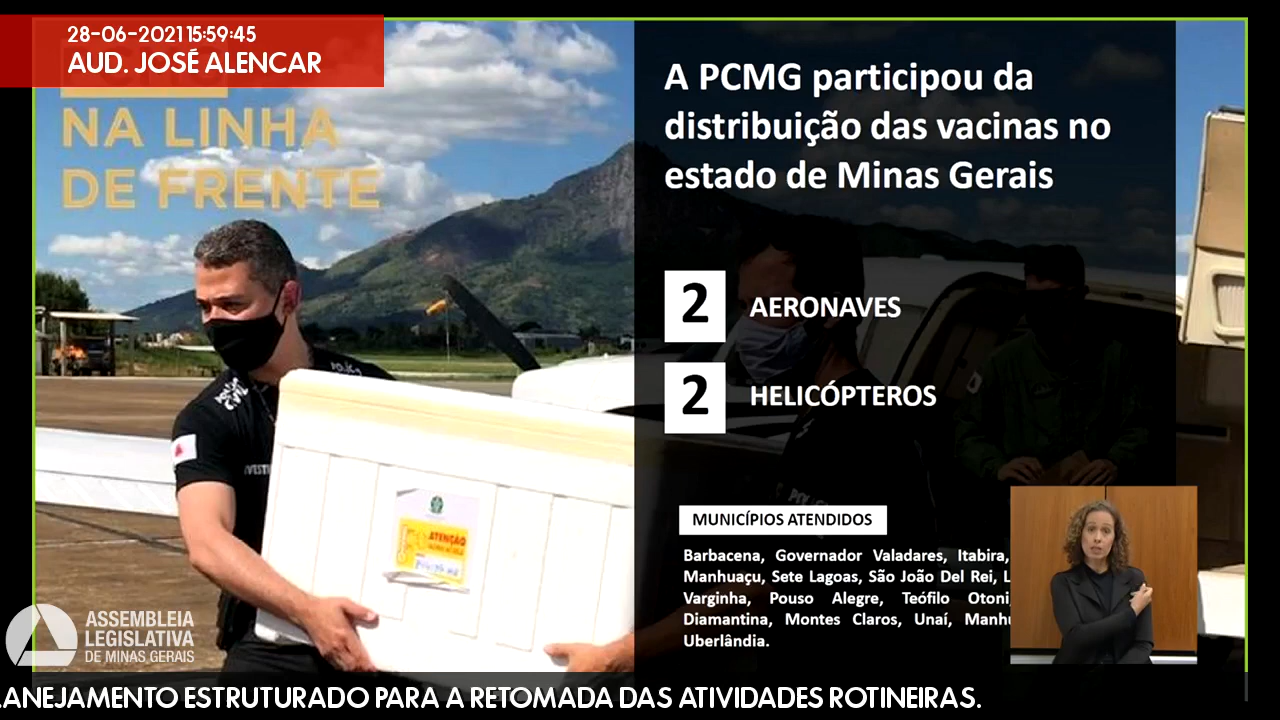 28-06-2021 15:59:45
AUD. JOSÉ ALENCAR
NA LINHA
DE FRENTE
A PCMG participou da
distribuição das vacinas no
estado de Minas Gerais
2 AERONAVES
2 HELICÓPTEROS
MUNICÍPIOS ATENDIDOS
Barbacena, Governador Valadares, Itabira,
Manhuaçu, Sete Lagoas, São João Del Rei,
Varginha, Pouso Alegre, Teófilo Otoni,
Diamantina, Montes Claros, Unaí,
Uberlândia.
ATENÇÃO
ASSEMBLEIA
LEGISLATIVA
DE MINAS GERAIS
ESTRUTURADO PARA A RETOMADA DAS ATIVIDADES ROTINEIRAS.